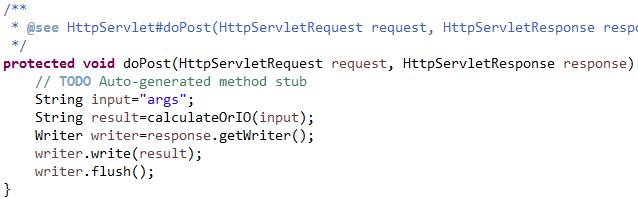 /**
 * @see HttpServlet#doPost(HttpServletRequest request, HttpServletResponse
 */
protected void doPost(HttpServletRequest request, HttpServletResponse response)
    // TODO Auto-generated method stub
    String input="args";
    String result=calculateOrIO(input);
    Writer writer=response.getWriter();
    writer.write(result);
    writer.flush();
}